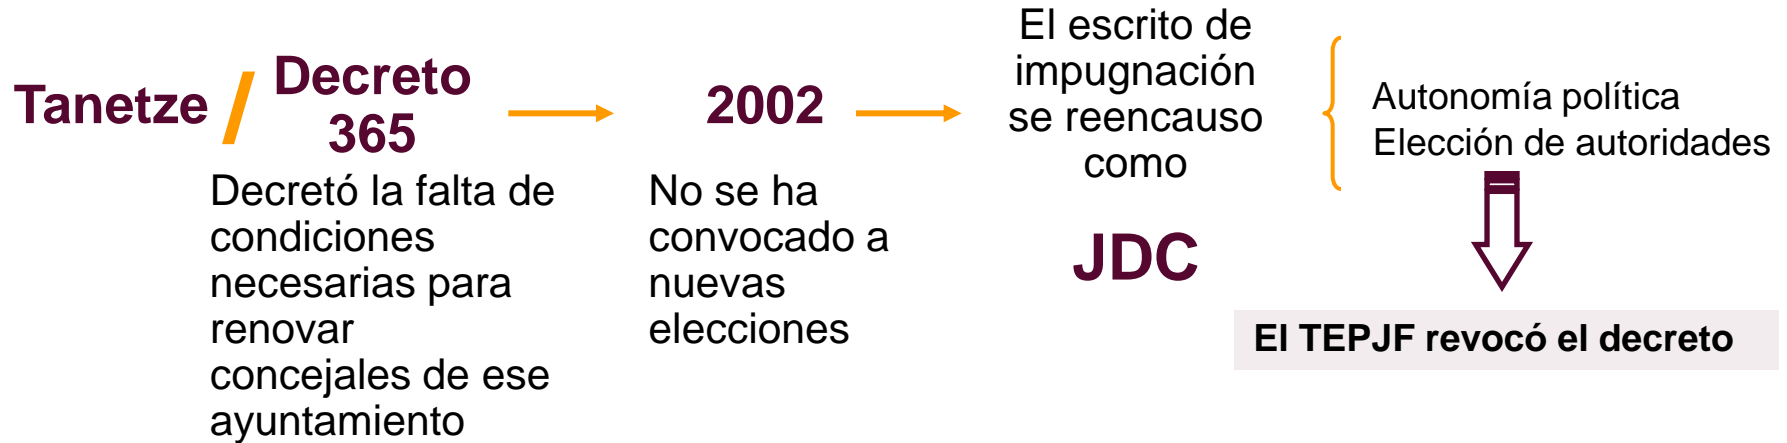 Tanetze / Decreto
365
Decretó la falta de
condiciones
necesarias para
renovar
concejales de ese
ayuntamiento
2002
No se ha
convocado a
nuevas
elecciones
El escrito de
impugnación
se reencauso
como
JDC
Autonomía política
Elección de autoridades
El TEPJF revocó el decreto